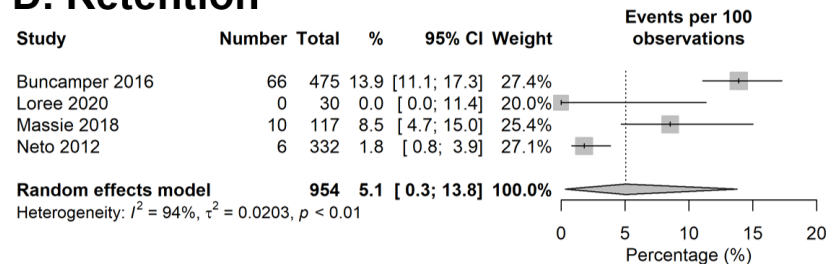 D. Retention
Events per 100
observations
Study Number Total % 95% CI Weight
Buncamper 2016 66 475 13.9 [11.1; 17.3] 27.4%
Loree 2020 0 30 0.0 [ 0.0; 11.4] 20.0%
Massie 2018 10 117 8.5 [ 4.7; 15.0] 25.4%
Neto 2012 6 332 1.8 [ 0.8; 3.9] 27.1%
Random effects model 954 5.1 [ 0.3; 13.8] 100.0%
Heterogeneity: I² = 94%, τ² = 0.0203, p < 0.01
0 5 10 15 20
Percentage (%)